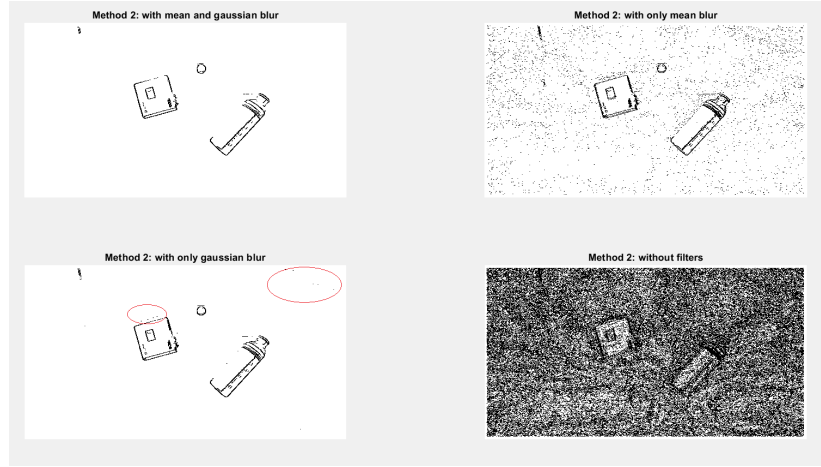 Method 2: with mean and gaussian blur
Method 2: with only mean blur
Method 2: with only gaussian blur
Method 2: without filters